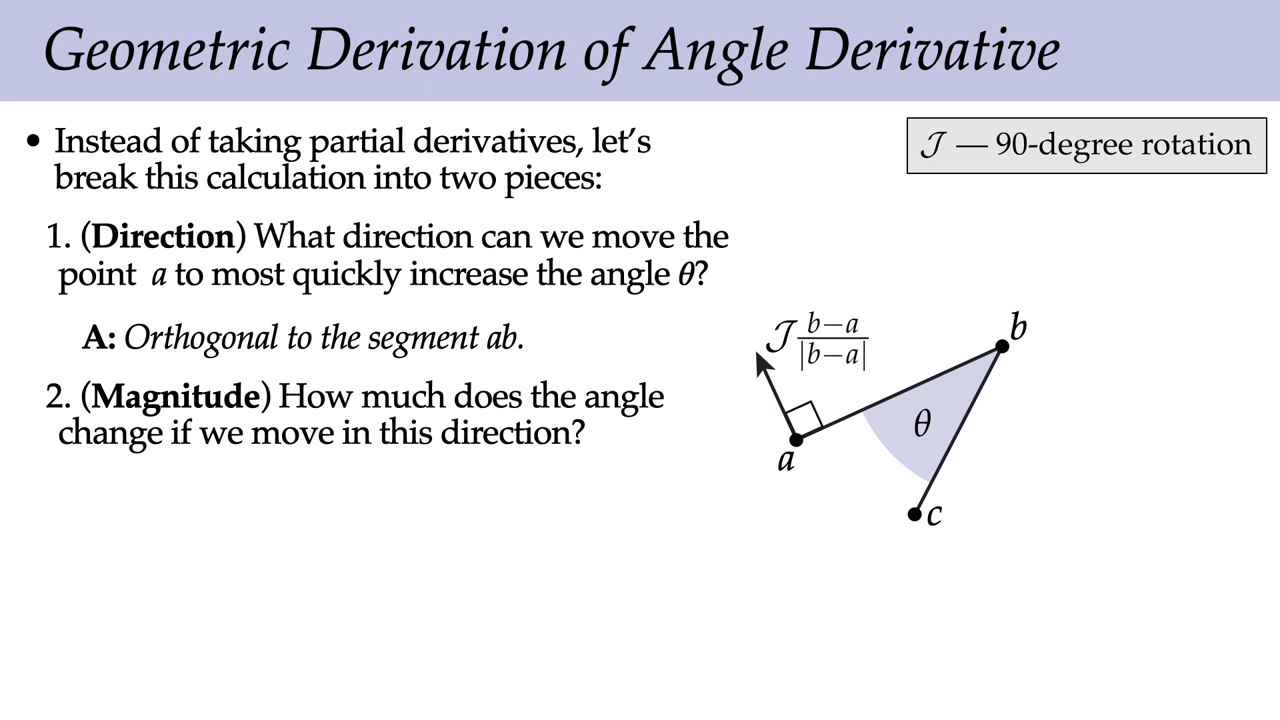 Geometric Derivation of Angle Derivative
• Instead of taking partial derivatives, let's
break this calculation into two pieces:
𝒥 — 90-degree rotation
1. (Direction) What direction can we move the
point a to most quickly increase the angle θ?
A: Orthogonal to the segment ab.
2. (Magnitude) How much does the angle
change if we move in this direction?
𝒥 b−a / |b−a|
b
θ
a
c